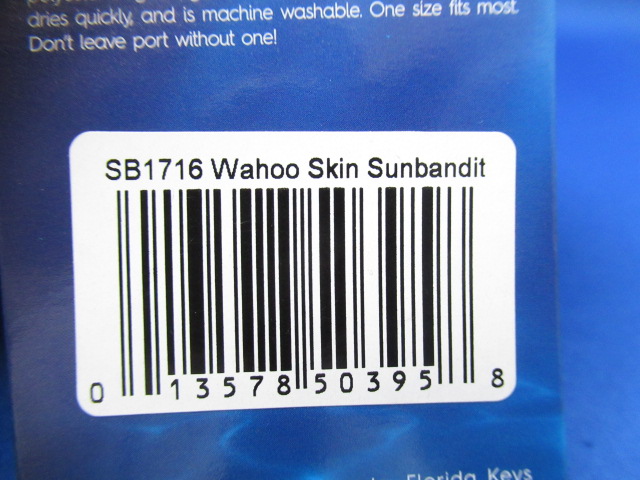 dries quickly, and is machine washable. One size fits most.
Don't leave port without one!
SB1716 Wahoo Skin Sunbandit
0 13578 50395 8
Florida Keys